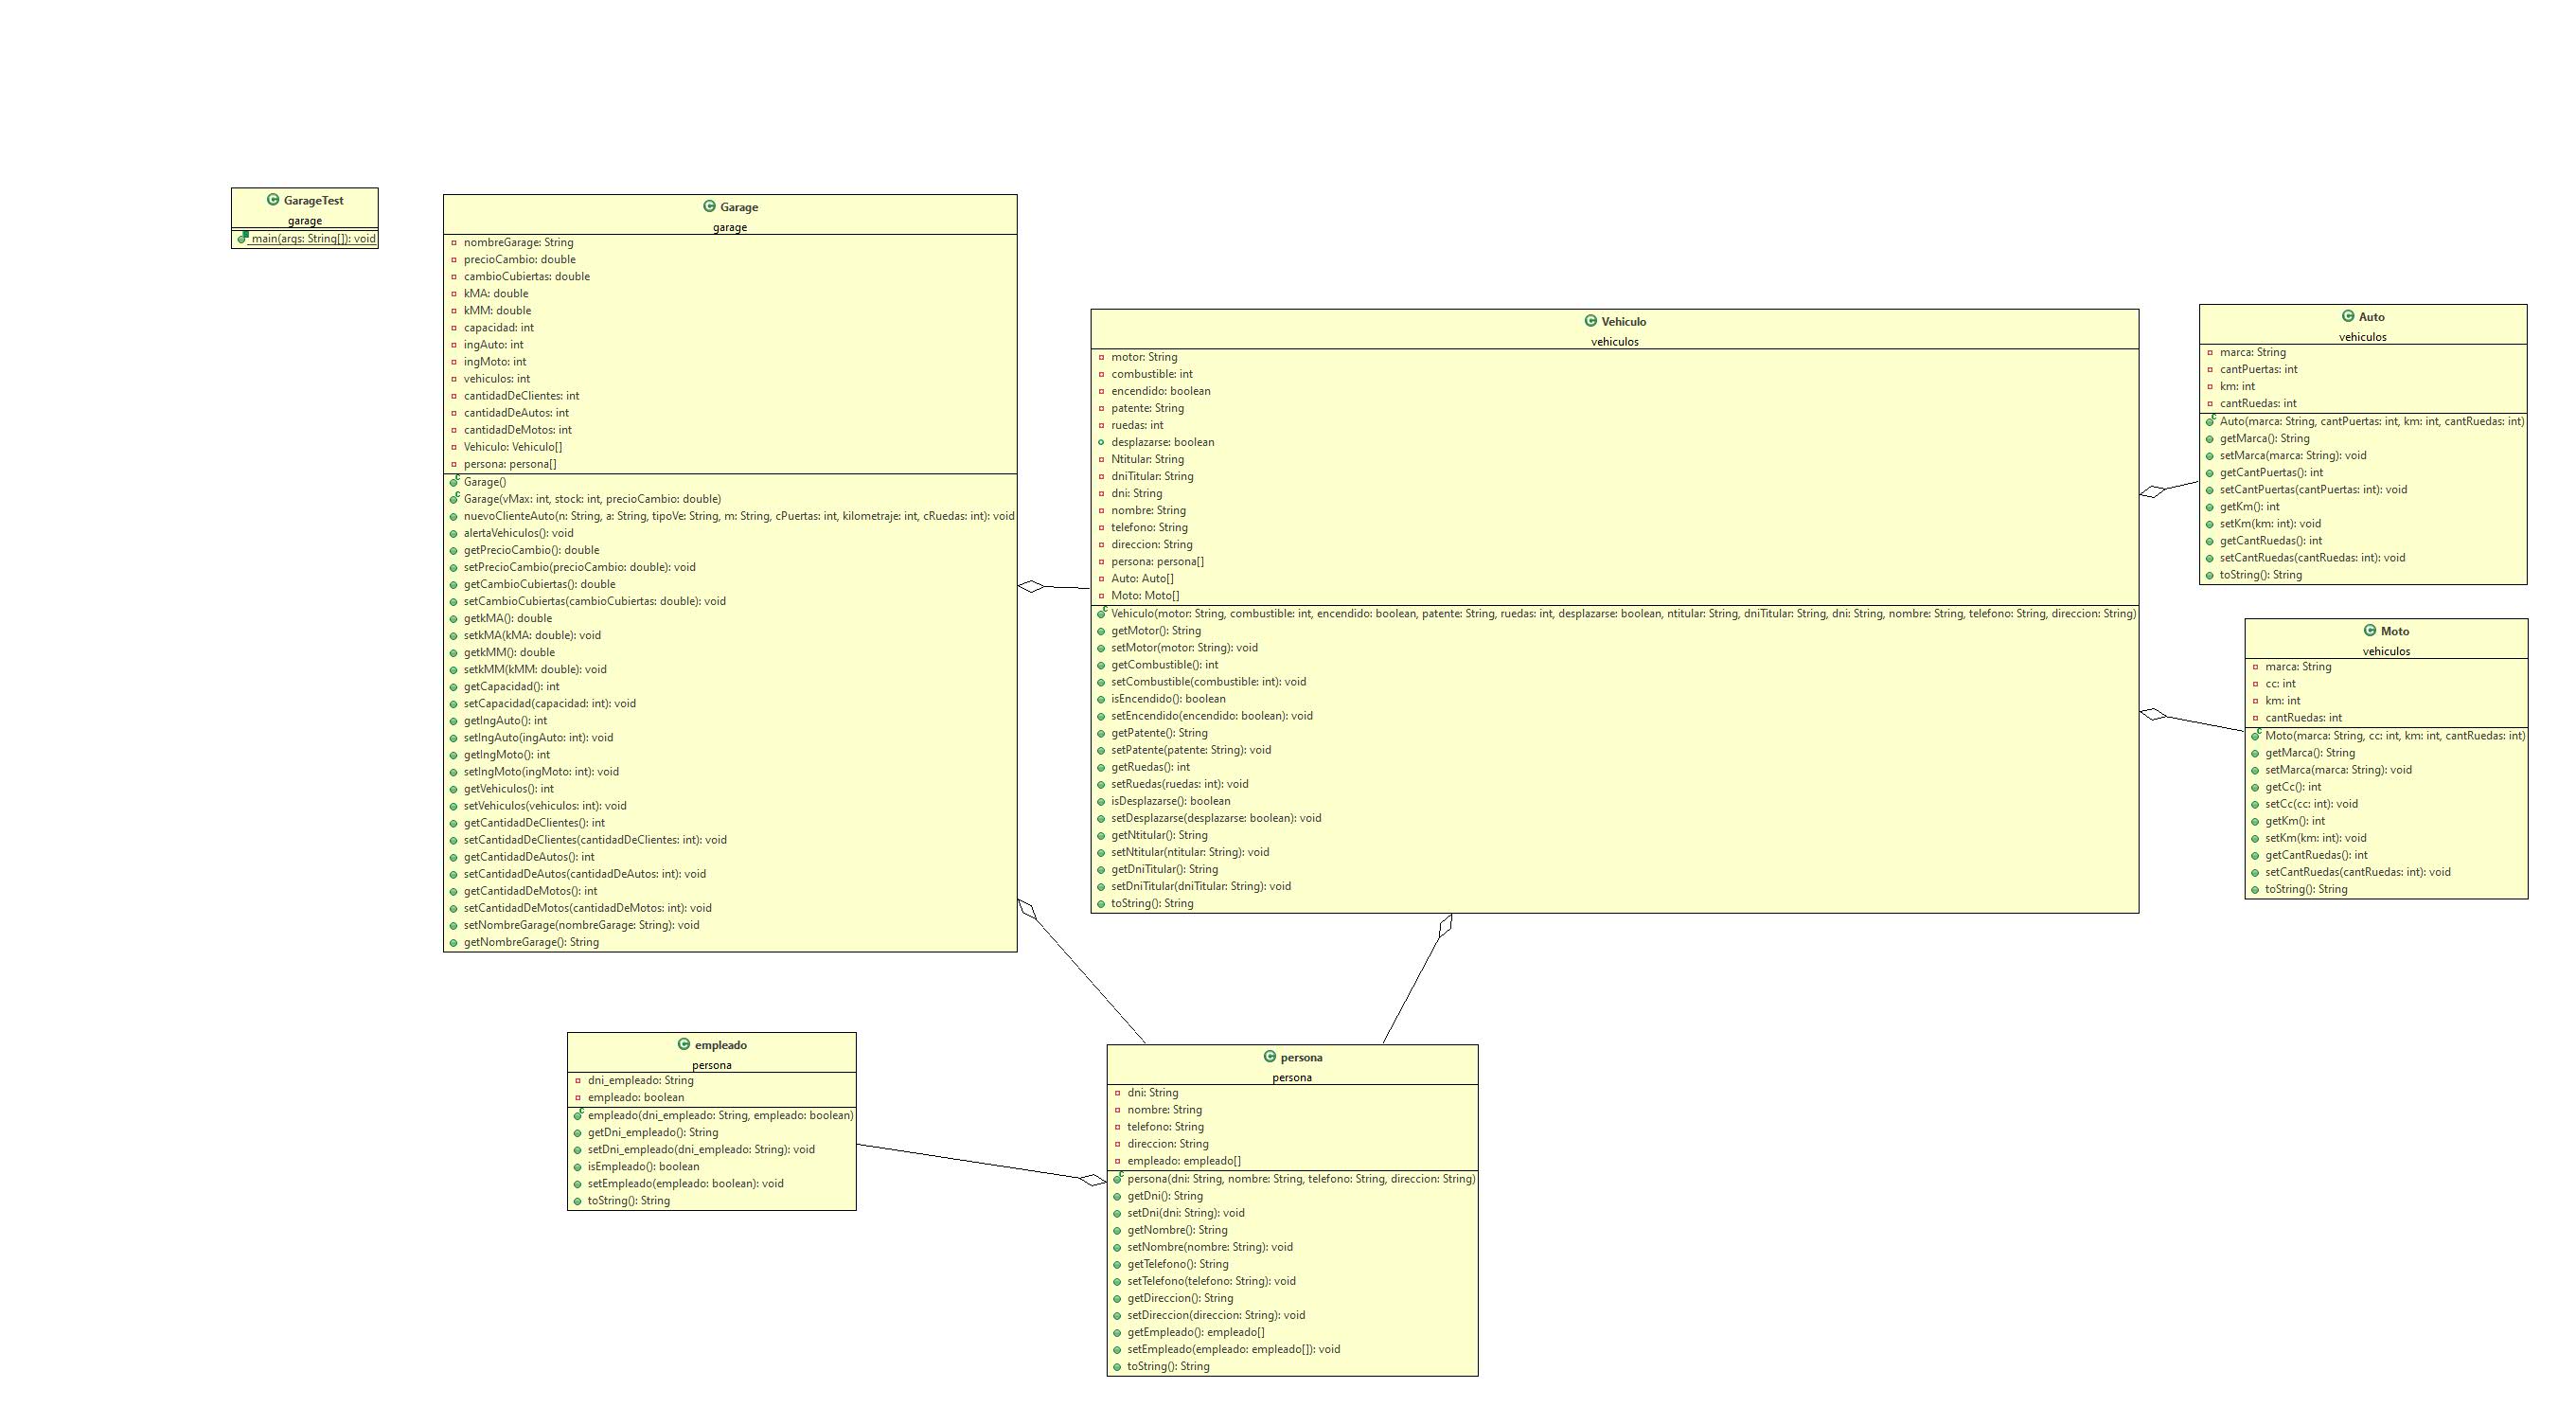 GarageTest
garage
main(args: String[]): void
Garage
garage
nombreGarage: String
precioCambio: double
cambioCubiertas: double
kMA: double
kMM: double
capacidad: int
ingAuto: int
ingMoto: int
vehiculos: int
cantidadDeClientes: int
cantidadDeAutos: int
cantidadDeMotos: int
Vehiculo: Vehiculo[]
persona: persona[]
Garage()
Garage(vMax: int, stock: int, precioCambio: double)
nuevoClienteAuto(n: String, a: String, tipoVe: String, m: String, cPuertas: int, kilometraje: int, cRuedas: int): void
alertaVehiculos(): void
getPrecioCambio(): double
setPrecioCambio(precioCambio: double): void
getCambioCubiertas(): double
setCambioCubiertas(cambioCubiertas: double): void
getkMA(): double
setkMA(kMA: double): void
getkMM(): double
setkMM(kMM: double): void
getCapacidad(): int
setCapacidad(capacidad: int): void
getIngAuto(): int
setIngAuto(ingAuto: int): void
getIngMoto(): int
setIngMoto(ingMoto: int): void
getVehiculos(): int
setVehiculos(vehiculos: int): void
getCantidadDeClientes(): int
setCantidadDeClientes(cantidadDeClientes: int): void
getCantidadDeAutos(): int
setCantidadDeAutos(cantidadDeAutos: int): void
getCantidadDeMotos(): int
setCantidadDeMotos(cantidadDeMotos: int): void
setNombreGarage(nombreGarage: String): void
getNombreGarage(): String
Vehiculo
vehiculos
motor: String
combustible: int
encendido: boolean
patente: String
ruedas: int
desplazarse: boolean
Ntitular: String
dniTitular: String
dni: String
nombre: String
telefono: String
direccion: String
persona: persona[]
Auto: Auto[]
Moto: Moto[]
Vehiculo(motor: String, combustible: int, encendido: boolean, patente: String, ruedas: int, desplazarse: boolean, ntitular: String, dniTitular: String, dni: String, nombre: String, telefono: String, direccion: String)
getMotor(): String
setMotor(motor: String): void
getCombustible(): int
setCombustible(combustible: int): void
isEncendido(): boolean
setEncendido(encendido: boolean): void
getPatente(): String
setPatente(patente: String): void
getRuedas(): int
setRuedas(ruedas: int): void
isDesplazarse(): boolean
setDesplazarse(desplazarse: boolean): void
getNtitular(): String
setNtitular(ntitular: String): void
getDniTitular(): String
setDniTitular(dniTitular: String): void
toString(): String
Auto
vehiculos
marca: String
cantPuertas: int
km: int
cantRuedas: int
Auto(marca: String, cantPuertas: int, km: int, cantRuedas: int)
getMarca(): String
setMarca(marca: String): void
getCantPuertas(): int
setCantPuertas(cantPuertas: int): void
getKm(): int
setKm(km: int): void
getCantRuedas(): int
setCantRuedas(cantRuedas: int): void
toString(): String
Moto
vehiculos
marca: String
cc: int
km: int
cantRuedas: int
Moto(marca: String, cc: int, km: int, cantRuedas: int)
getMarca(): String
setMarca(marca: String): void
getCc(): int
setCc(cc: int): void
getKm(): int
setKm(km: int): void
getCantRuedas(): int
setCantRuedas(cantRuedas: int): void
toString(): String
empleado
persona
dni_empleado: String
empleado: boolean
empleado(dni_empleado: String, empleado: boolean)
getDni_empleado(): String
setDni_empleado(dni_empleado: String): void
isEmpleado(): boolean
setEmpleado(empleado: boolean): void
toString(): String
persona
persona
dni: String
nombre: String
telefono: String
direccion: String
empleado: empleado[]
persona(dni: String, nombre: String, telefono: String, direccion: String)
getDni(): String
setDni(dni: String): void
getNombre(): String
setNombre(nombre: String): void
getTelefono(): String
setTelefono(telefono: String): void
getDireccion(): String
setDireccion(direccion: String): void
getEmpleado(): empleado[]
setEmpleado(empleado: empleado[]): void
toString(): String